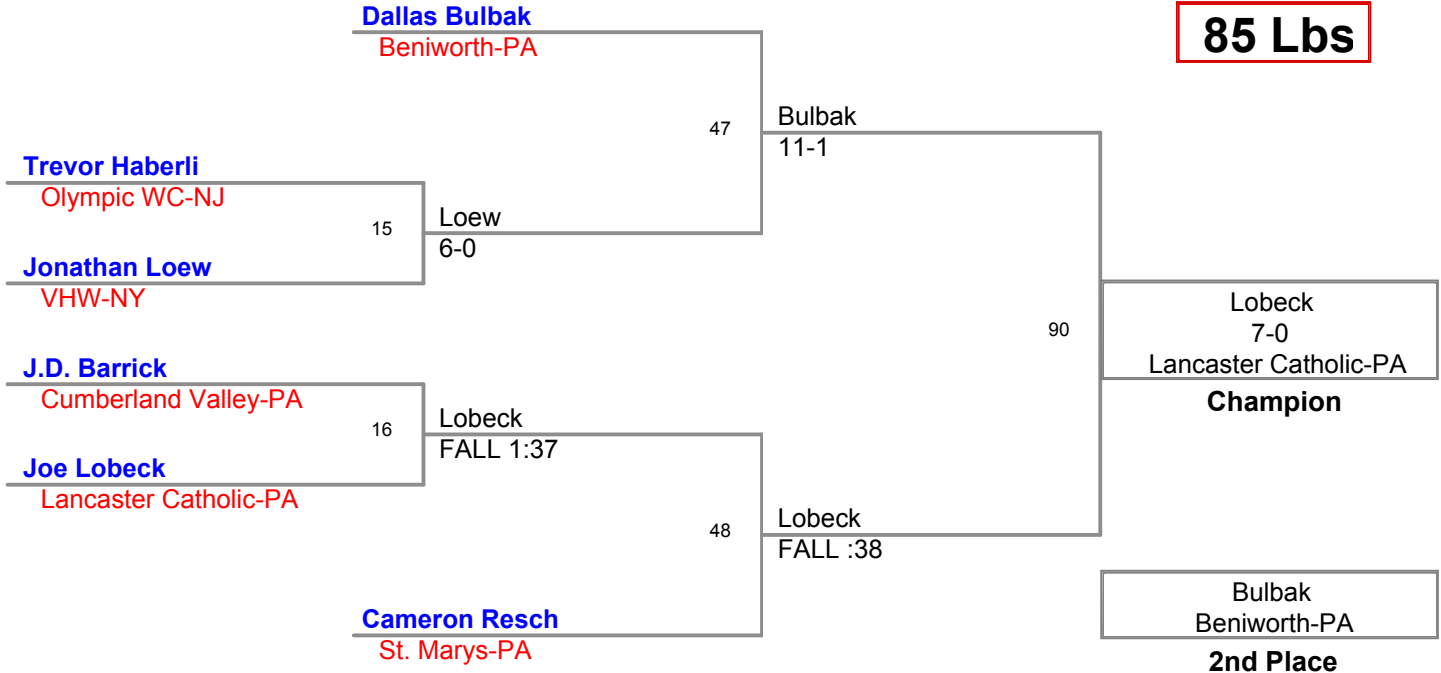 Dallas Bulbak
Beniworth-PA
85 Lbs
47
Bulbak
11-1
Trevor Haberli
Olympic WC-NJ
15
Loew
6-0
Jonathan Loew
VHW-NY
90
Lobeck
7-0
Lancaster Catholic-PA
Champion
J.D. Barrick
Cumberland Valley-PA
16
Lobeck
FALL 1:37
Joe Lobeck
Lancaster Catholic-PA
48
Lobeck
FALL :38
Cameron Resch
St. Marys-PA
Bulbak
Beniworth-PA
2nd Place